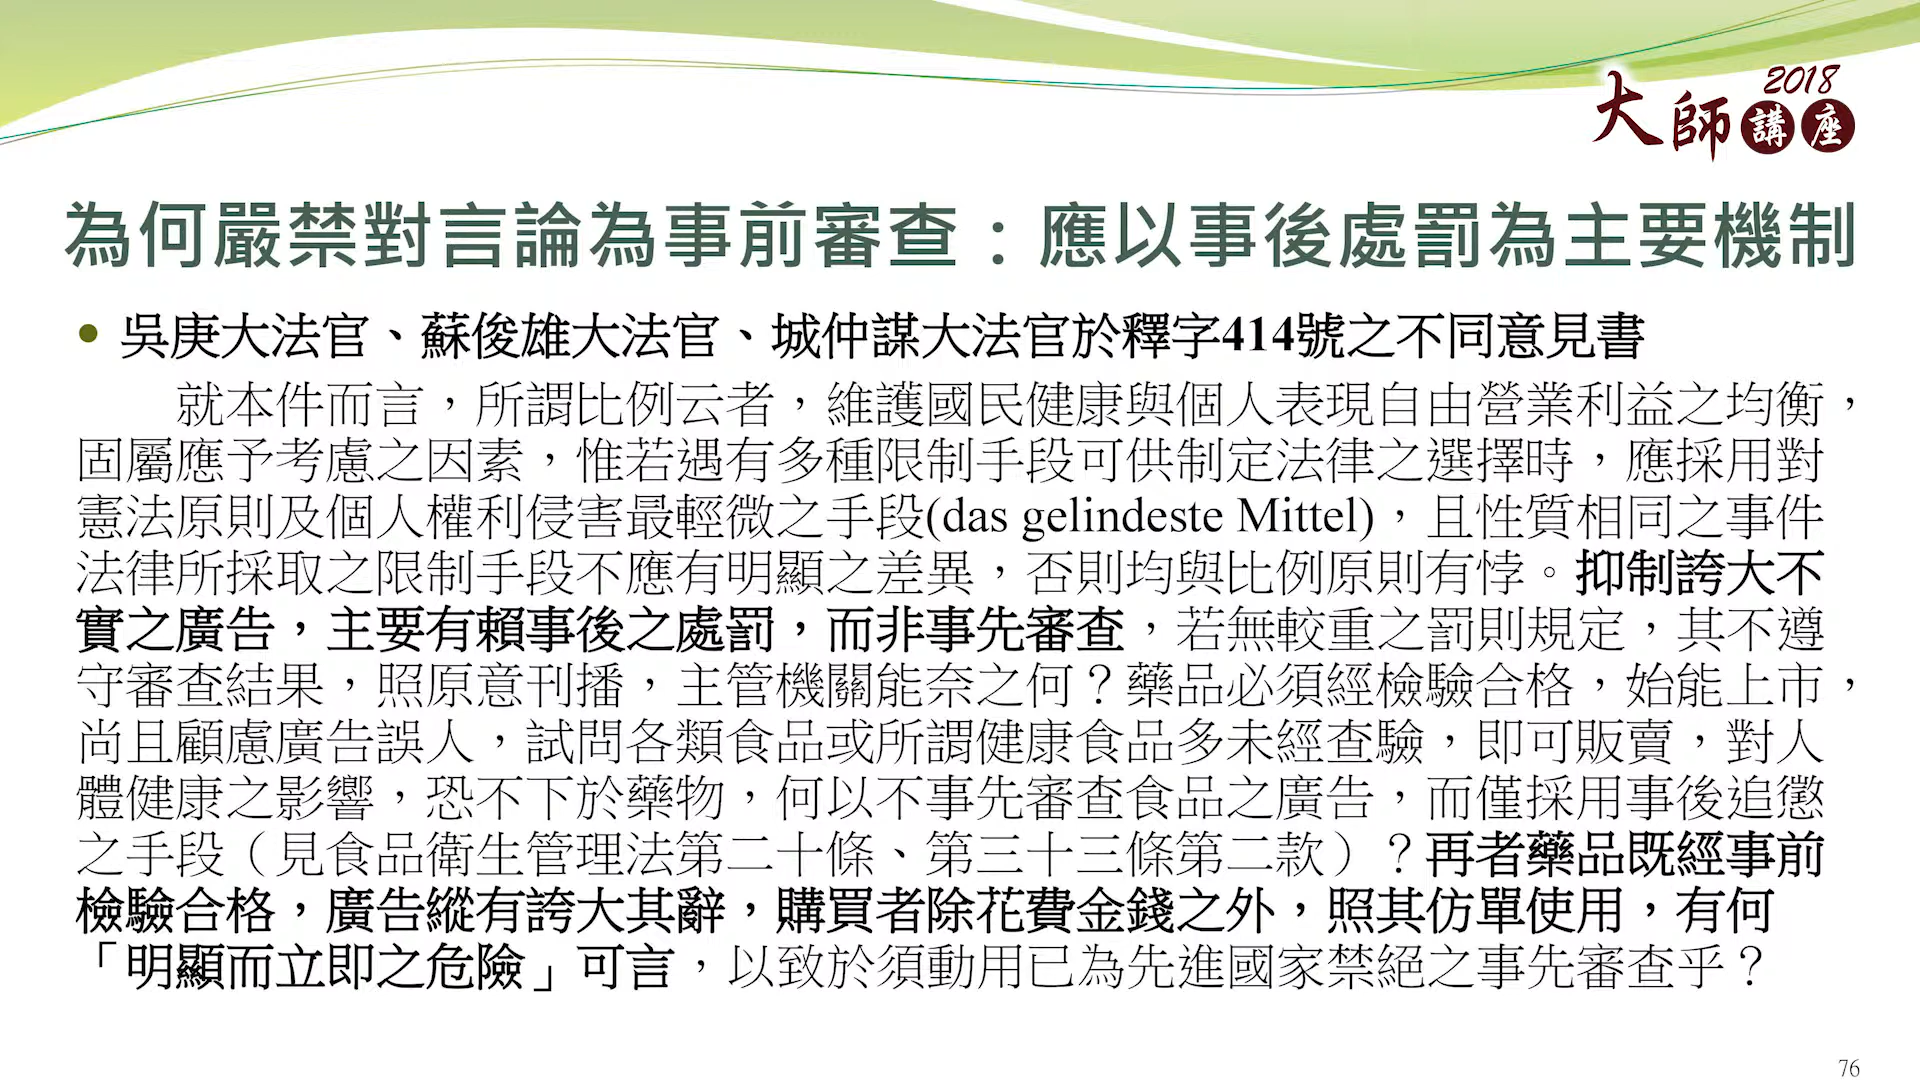 2018
大師講座
為何嚴禁對言論為事前審查：應以事後處罰為主要機制
• 吳庚大法官、蘇俊雄大法官、城仲謀大法官於釋字414號之不同意見書
就本件而言，所謂比例云者，維護國民健康與個人表現自由營業利益之均衡，
固屬應予考慮之因素，惟若遇有多種限制手段可供制定法律之選擇時，應採用對
憲法原則及個人權利侵害最輕微之手段(das gelindeste Mittel)，且性質相同之事件
法律所採取之限制手段不應有明顯之差異，否則均與比例原則有悖。抑制誇大不
實之廣告，主要有賴事後之處罰，而非事先審查，若無較重之罰則規定，其不遵
守審查結果，照原意刊播，主管機關能奈之何？藥品必須經檢驗合格，始能上市，
尚且顧慮廣告誤人，試問各類食品或所謂健康食品多未經查驗，即可販賣，對人
體健康之影響，恐不下於藥物，何以不事先審查食品之廣告，而僅採用事後追懲
之手段（見食品衛生管理法第二十條、第三十三條第二款）？再者藥品既經事前
檢驗合格，廣告縱有誇大其辭，購買者除花費金錢之外，照其仿單使用，有何
「明顯而立即之危險」可言，以致於須動用已為先進國家禁絕之事先審查乎？
76